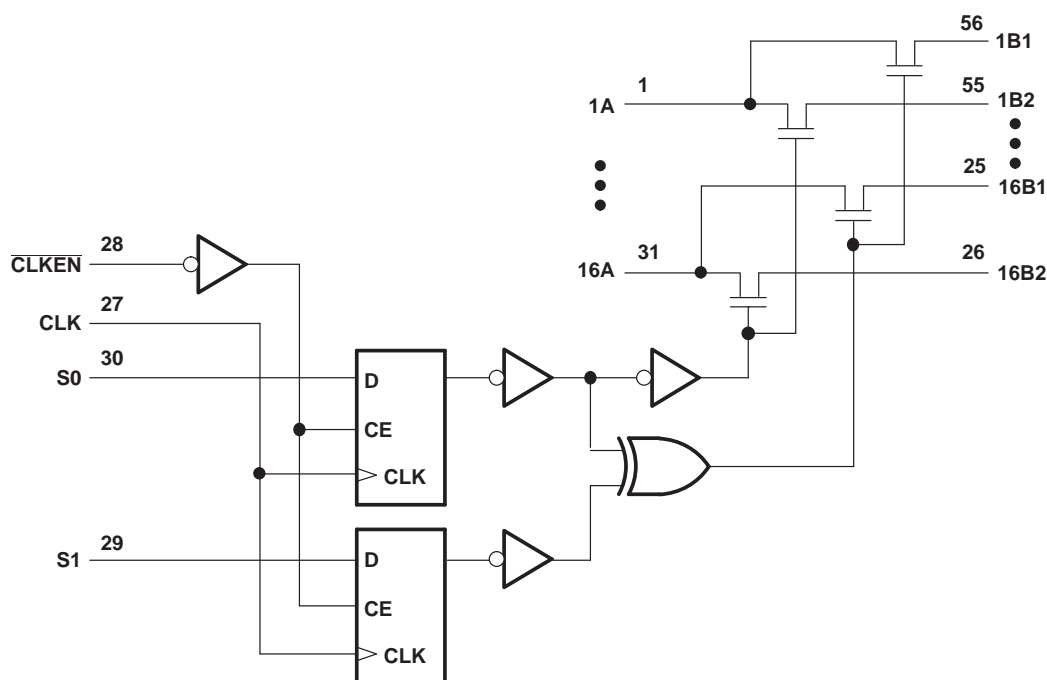 56
1B1
1
55
1A
1B2
25
16B1
28
CLKEN
31
26
16A
16B2
27
CLK
30
S0
D
CE
CLK
29
S1
D
CE
CLK